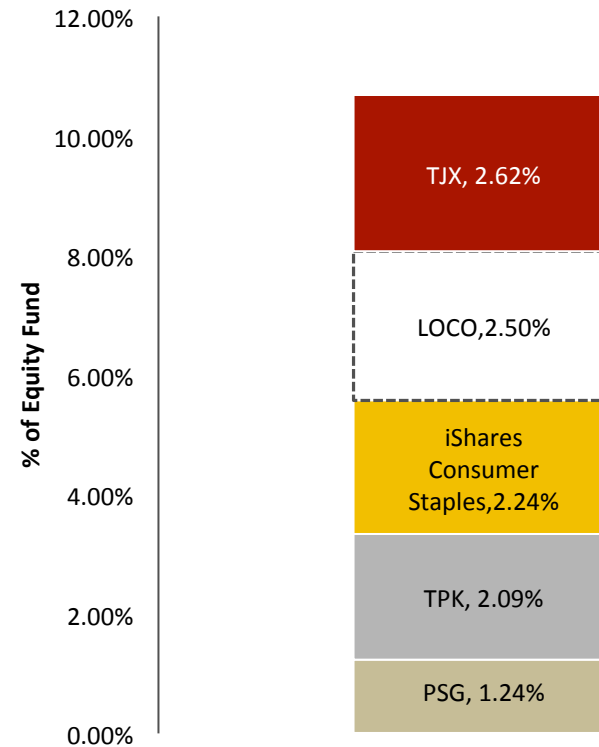 12.00%
10.00%
8.00%
6.00%
4.00%
2.00%
0.00%
% of Equity Fund
TJX, 2.62%
LOCO,2.50%
iShares
Consumer
Staples,2.24%
TPK, 2.09%
PSG, 1.24%